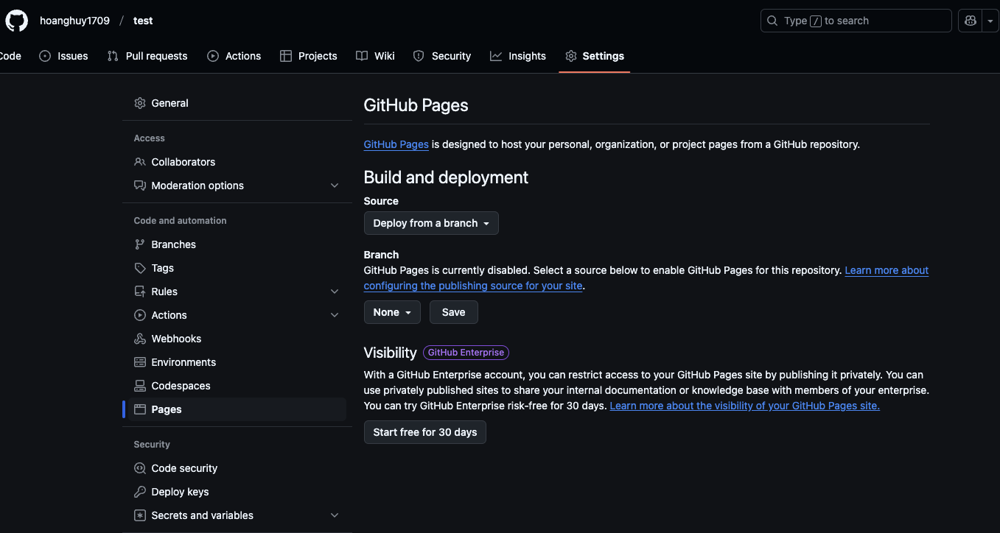 hoanghuy1709 / test
Type / to search
Code Issues Pull requests Actions Projects Wiki Security Insights Settings
General
Access
Collaborators
Moderation options
Code and automation
Branches
Tags
Rules
Actions
Webhooks
Environments
Codespaces
Pages
Security
Code security
Deploy keys
Secrets and variables
GitHub Pages
GitHub Pages is designed to host your personal, organization, or project pages from a GitHub repository.
Build and deployment
Source
Deploy from a branch
Branch
GitHub Pages is currently disabled. Select a source below to enable GitHub Pages for this repository. Learn more about
configuring the publishing source for your site.
None Save
Visibility GitHub Enterprise
With a GitHub Enterprise account, you can restrict access to your GitHub Pages site by publishing it privately. You can
use privately published sites to share your internal documentation or knowledge base with members of your enterprise.
You can try GitHub Enterprise risk-free for 30 days. Learn more about the visibility of your GitHub Pages site.
Start free for 30 days